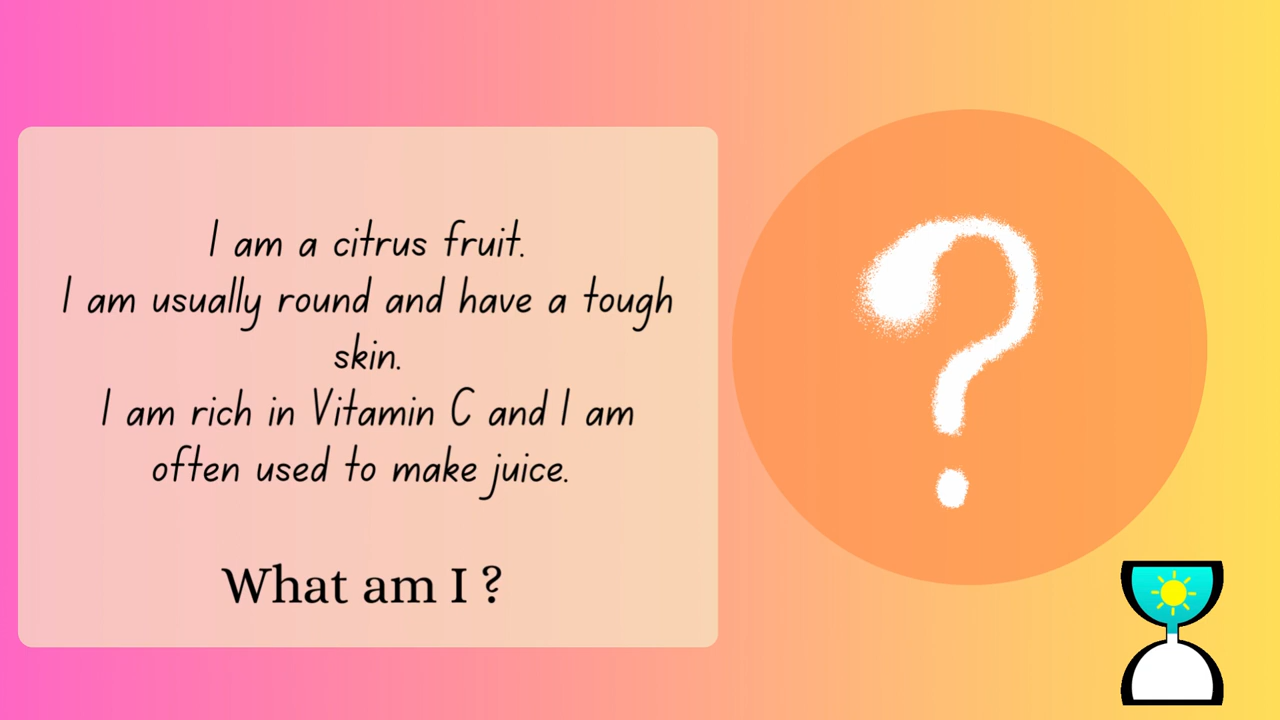 I am a citrus fruit.
I am usually round and have a tough
skin.
I am rich in Vitamin C and I am
often used to make juice.
What am I ?
?